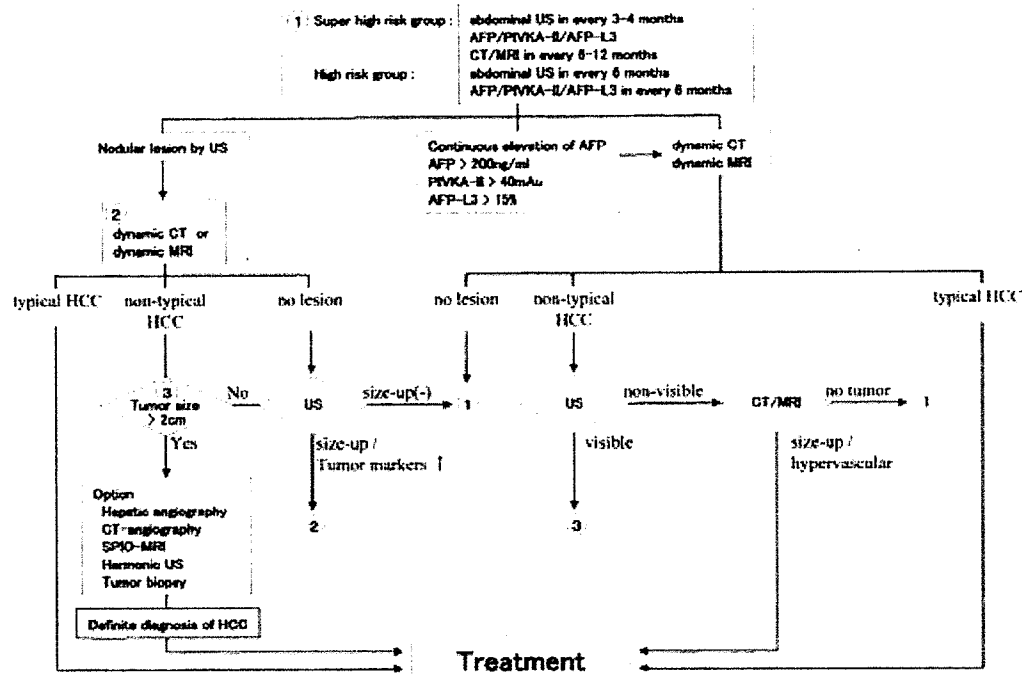 1 Super high risk group : abdominal US in every 3-4 months
AFP/PIVKA-II/AFP-L3
CT/MRI in every 6-12 months
High risk group : abdominal US in every 6 months
AFP/PIVKA-II/AFP-L3 in every 6 months
Nodular lesion by US
Continuous elevation of AFP
AFP > 200ng/ml
PIVKA-II > 40mAu
AFP-L3 > 15%
dynamic CT
dynamic MRI
2
dynamic CT or
dynamic MRI
typical HCC
non-typical
HCC
no lesion
no lesion
non-typical
HCC
typical HCC
3
Tumor size
> 2cm
No
US
size-up(-)
1
US
non-visible
CT/MRI
no tumor
1
Yes
size-up /
Tumor markers ↑
visible
size-up /
hypervascular
Option
Hepatic angiography
CT-angiography
SPIO-MRI
Harmonic US
Tumor biopsy
2
3
Definite diagnosis of HCC
Treatment